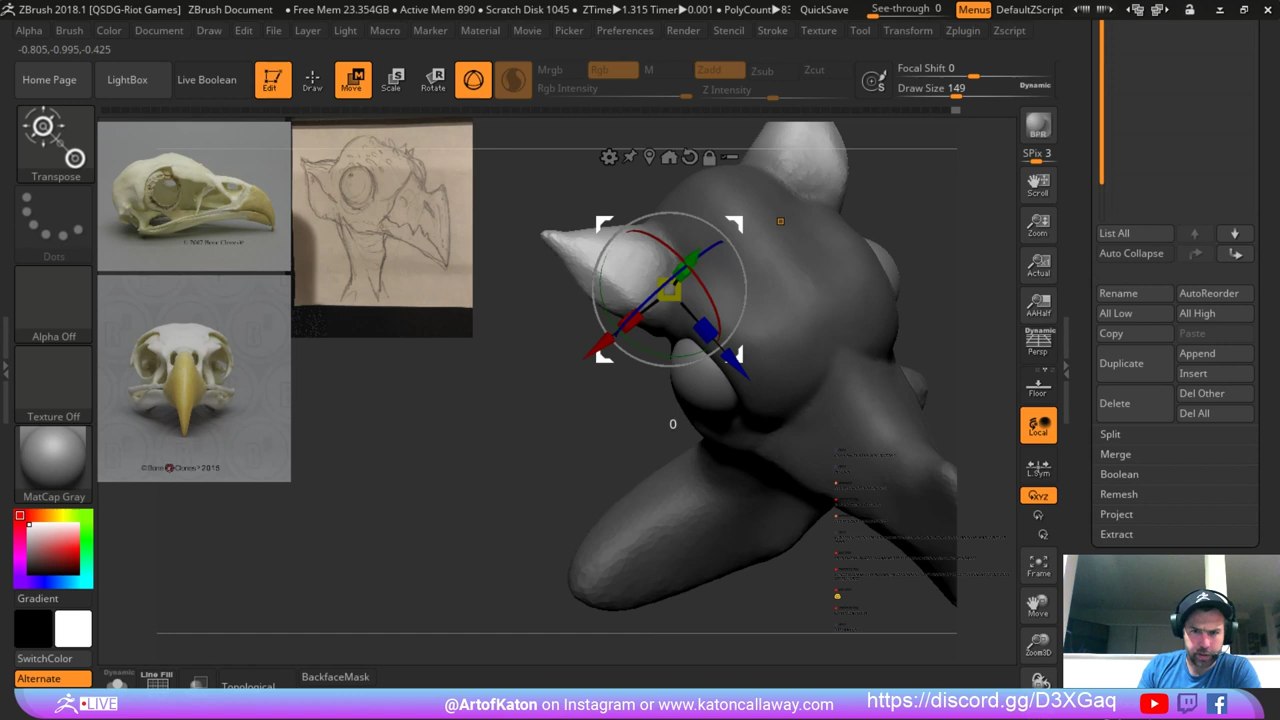 ZBrush 2018.1 [QSDG-Riot Games] ZBrush Document • Free Mem 23.354GB • Active Mem 890 • Scratch Disk 1045 • ZTime▸1.315 Timer▸0.001 • PolyCount▸8 QuickSave See-through 0 Menus DefaultZScript
Alpha Brush Color Document Draw Edit File Layer Light Macro Marker Material Movie Picker Preferences Render Stencil Stroke Texture Tool Transform Zplugin Zscript
-0.805,-0.995,-0.425
Home Page LightBox Live Boolean Edit Draw Move Scale Rotate
Mrgb Rgb M Zadd Zsub Zcut
Rgb Intensity Z Intensity
Focal Shift 0
Draw Size 149 Dynamic
Transpose
Dots
Alpha Off
Texture Off
MatCap Gray
Gradient
SwitchColor
Alternate
0
BPR
SPix 3
Scroll
Zoom
Actual
AAHalf
Dynamic
Persp
Floor
Local
L.Sym
XYZ
Frame
Move
Zoom3D
List All
Auto Collapse
Rename AutoReorder
All Low All High
Copy Paste
Duplicate Append
Insert
Delete Del Other
Del All
Split
Merge
Boolean
Remesh
Project
Extract
Dynamic Line Fill Topological BackfaceMask
LIVE @ArtofKaton on Instagram or www.katoncallaway.com https://discord.gg/D3XGaq